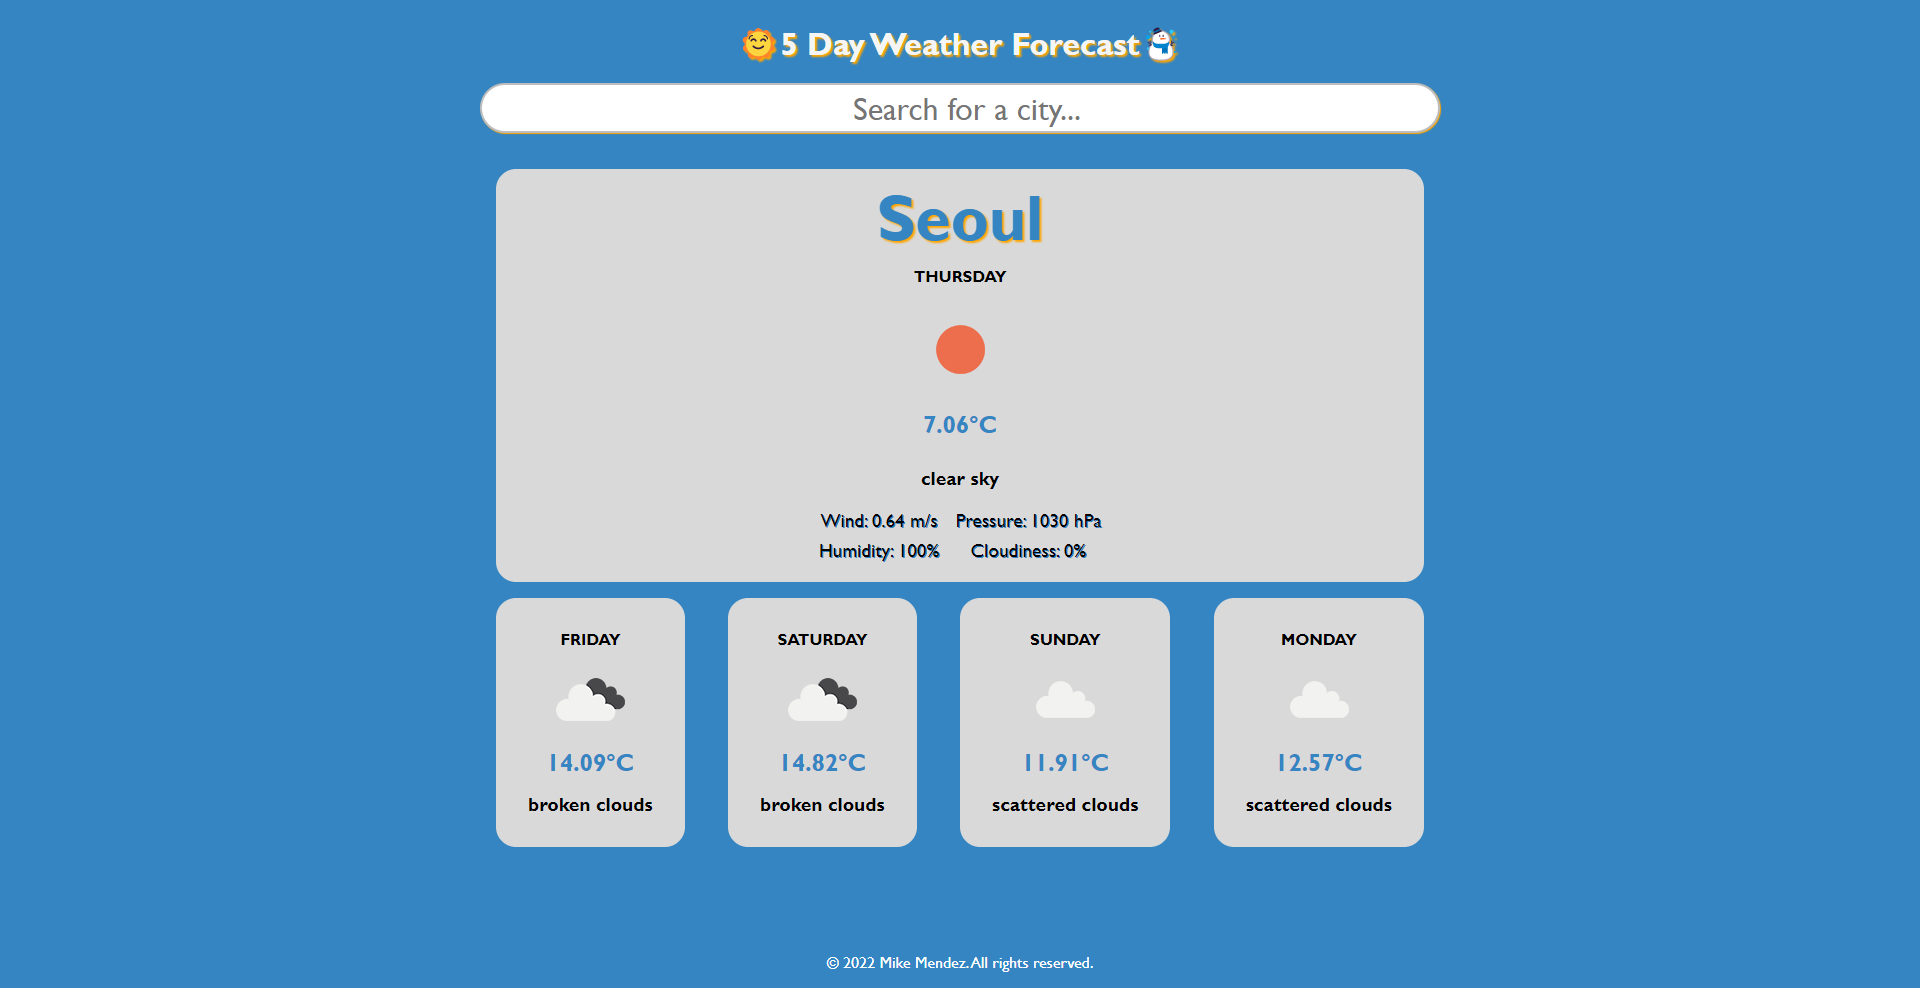 5 Day Weather Forecast
Search for a city...
Seoul
THURSDAY
7.06°C
clear sky
Wind: 0.64 m/s Pressure: 1030 hPa
Humidity: 100% Cloudiness: 0%
FRIDAY
14.09°C
broken clouds
SATURDAY
14.82°C
broken clouds
SUNDAY
11.91°C
scattered clouds
MONDAY
12.57°C
scattered clouds
© 2022 Mike Mendez. All rights reserved.